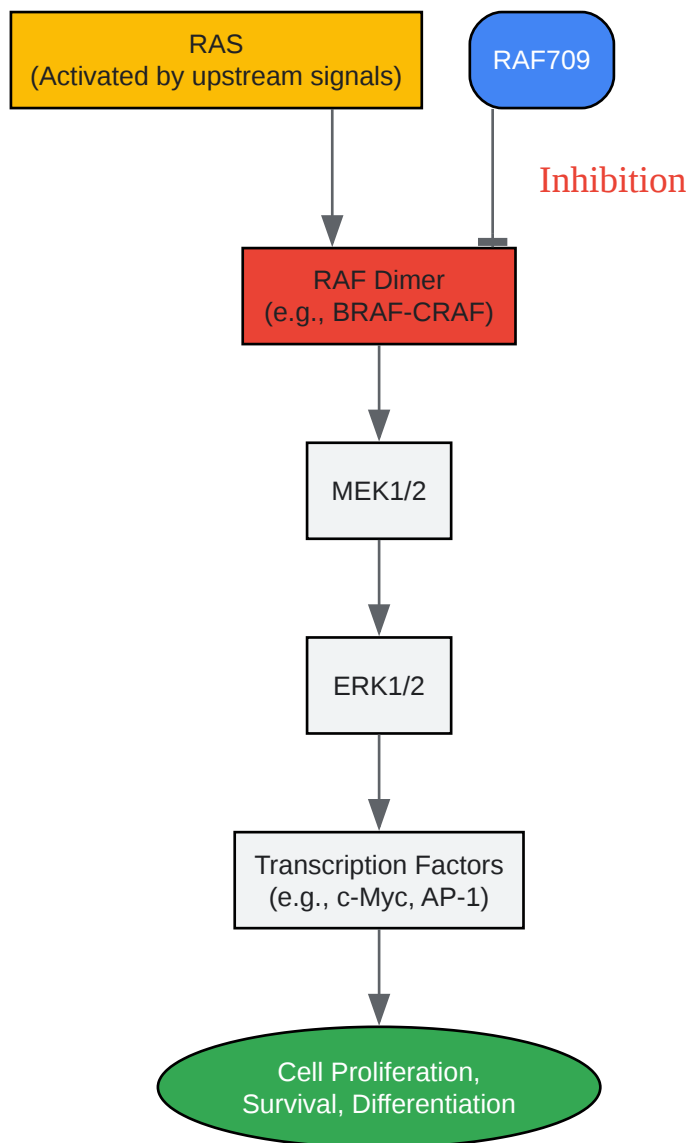 RAS
(Activated by upstream signals)
RAF709
Inhibition
RAF Dimer
(e.g., BRAF-CRAF)
MEK1/2
ERK1/2
Transcription Factors
(e.g., c-Myc, AP-1)
Cell Proliferation,
Survival, Differentiation